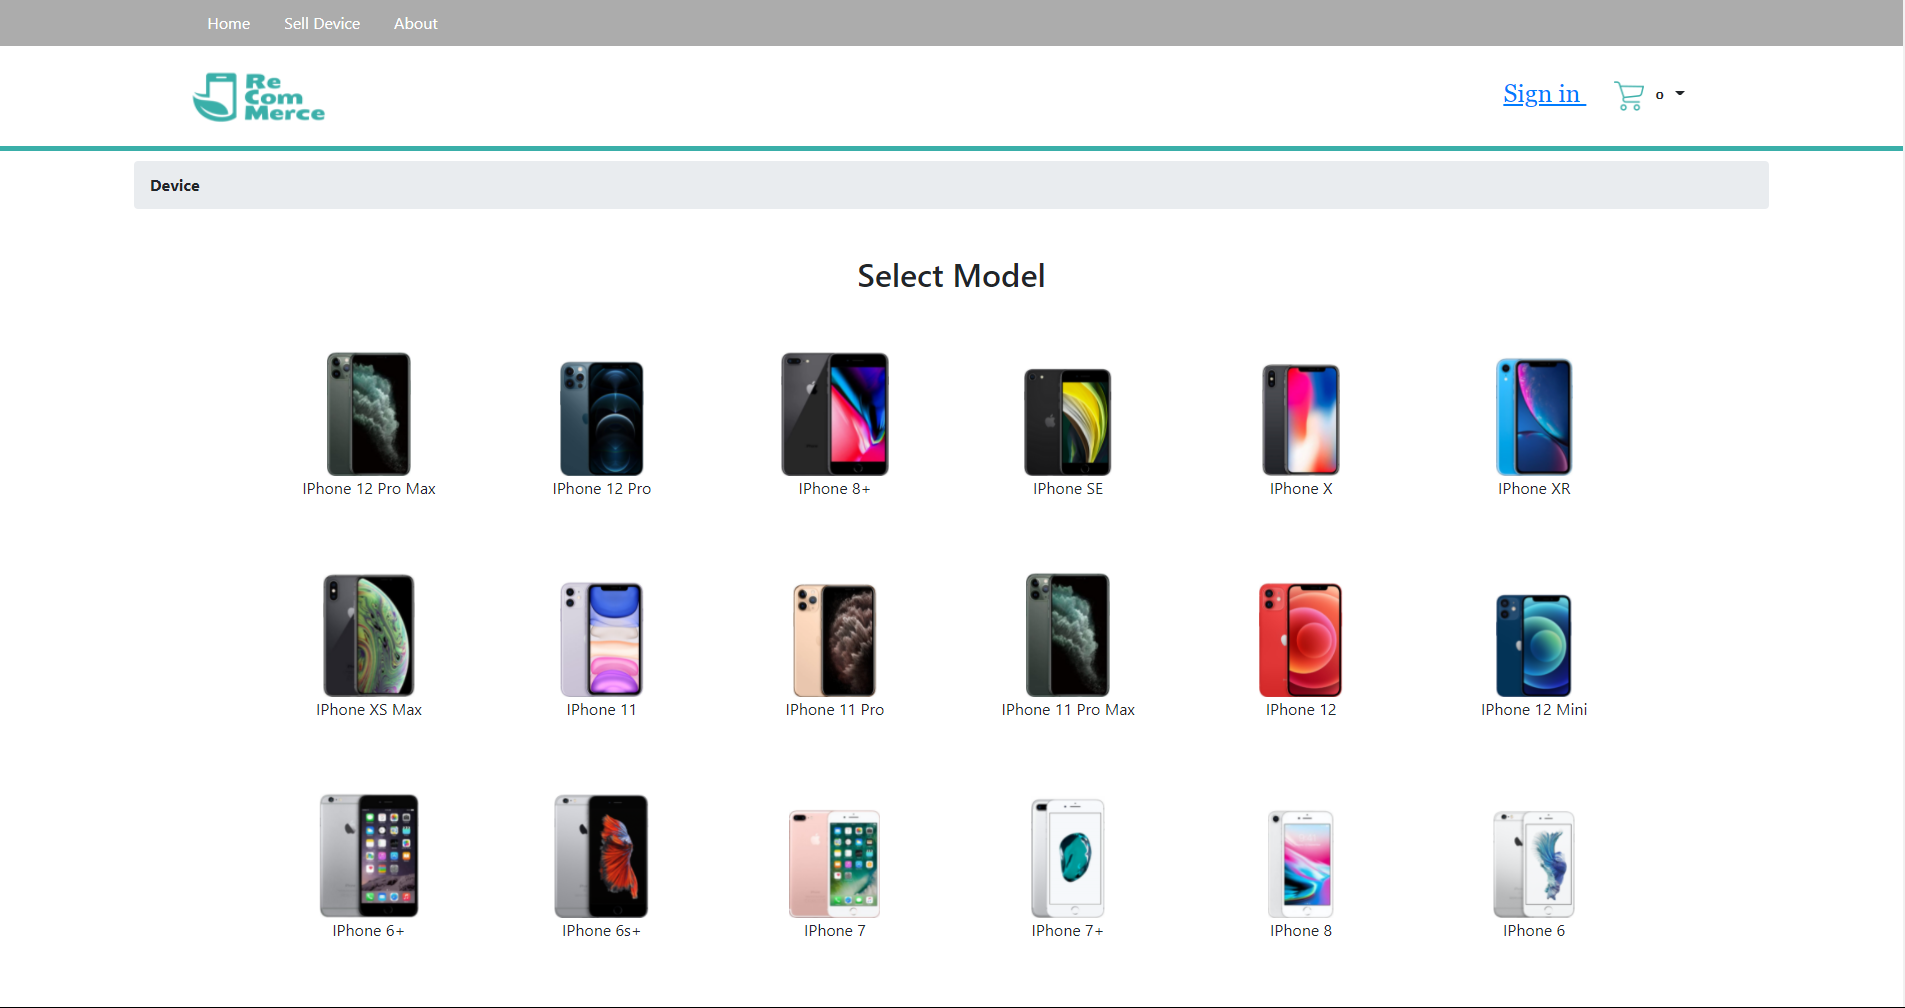 Home Sell Device About
Re
Com
Merce
Sign in 0
Device
Select Model
IPhone 12 Pro Max IPhone 12 Pro IPhone 8+ IPhone SE IPhone X IPhone XR
IPhone XS Max IPhone 11 IPhone 11 Pro IPhone 11 Pro Max IPhone 12 IPhone 12 Mini
IPhone 6+ IPhone 6s+ IPhone 7 IPhone 7+ IPhone 8 IPhone 6